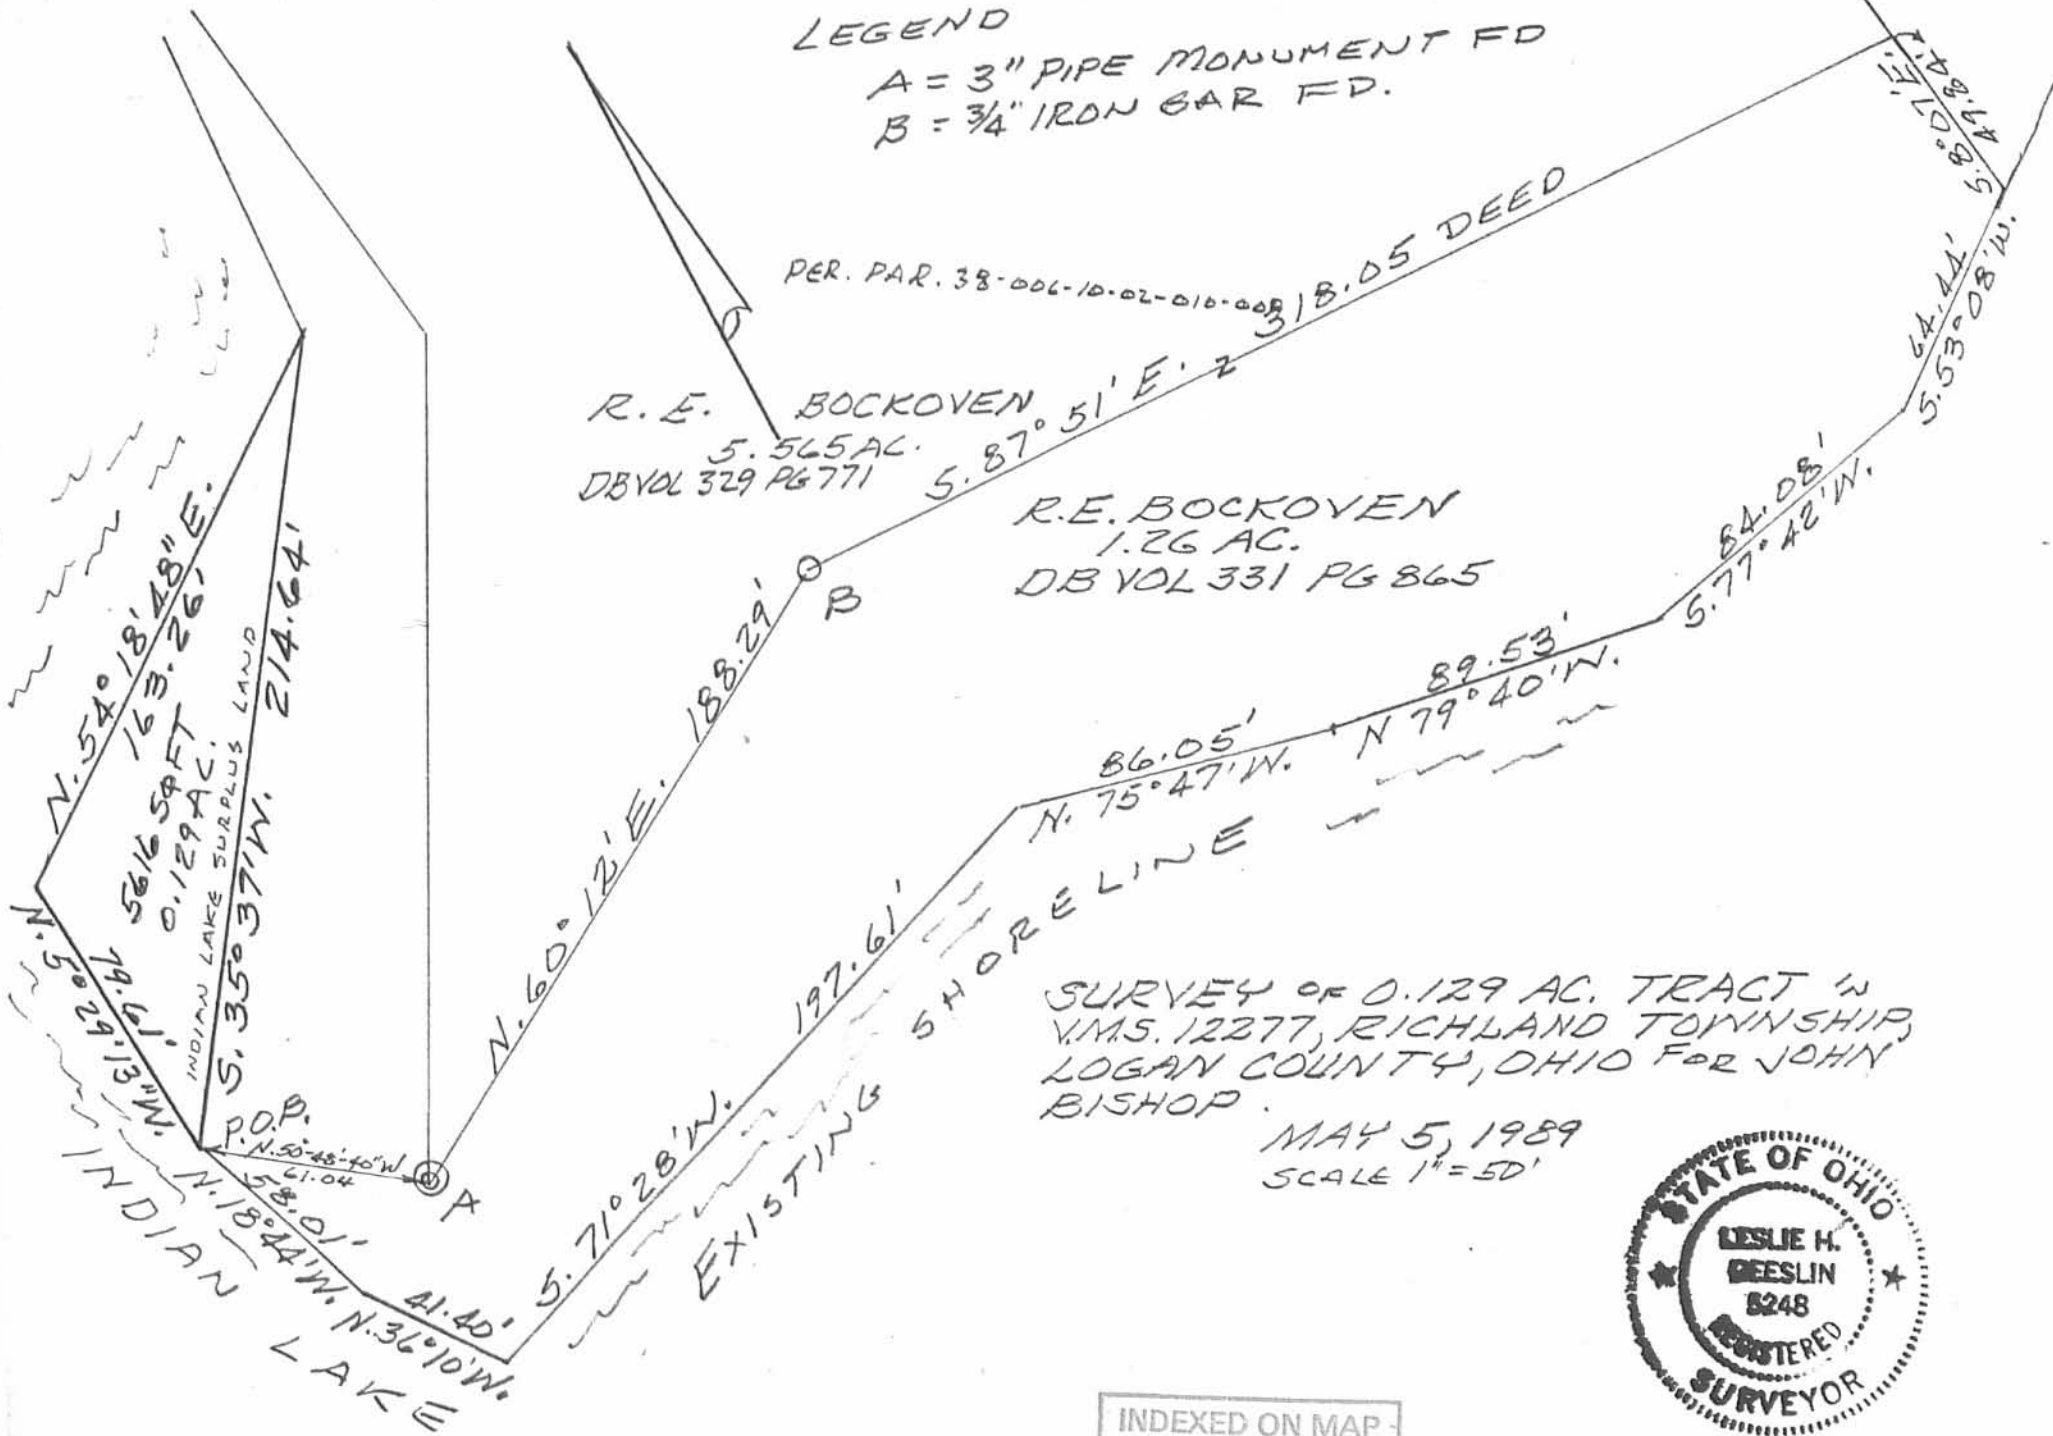 LEGEND
A = 3" PIPE MONUMENT FD
B = 3/4" IRON BAR FD.
S. 8° 07' E.
49.84'
PER. PAR. 38-006-10-02-010-008
S. 87° 51' E. 318.05 DEED
64.44'
S. 53° 08' W.
R. E. BOCKOVEN
5.565 AC.
DB VOL 329 PG 771
R.E. BOCKOVEN
1.26 AC.
DB VOL 331 PG 865
84.08'
S. 77° 42' W.
B
N. 54° 18' 48" E.
163.26'
5616 SQ FT
0.129 AC.
INDIAN LAKE SURPLUS LAND
S. 35° 37' W. 214.64'
N. 60° 12' E. 188.29'
89.53'
N 79° 40' W.
86.05'
N. 75° 47' W.
79.61'
N. 5° 29' 13" W.
EXISTING SHORELINE
S. 71° 28' W. 197.61'
P.O.B.
N. 50-48-40" W
61.04
A
58.01'
N. 18° 44' W.
41.40'
N. 36° 10' W.
INDIAN LAKE
SURVEY OF 0.129 AC. TRACT IN
V.M.S. 12277, RICHLAND TOWNSHIP,
LOGAN COUNTY, OHIO FOR JOHN
BISHOP.
MAY 5, 1989
SCALE 1" = 50'
STATE OF OHIO
LESLIE H.
GEESLIN
5248
REGISTERED
SURVEYOR
INDEXED ON MAP